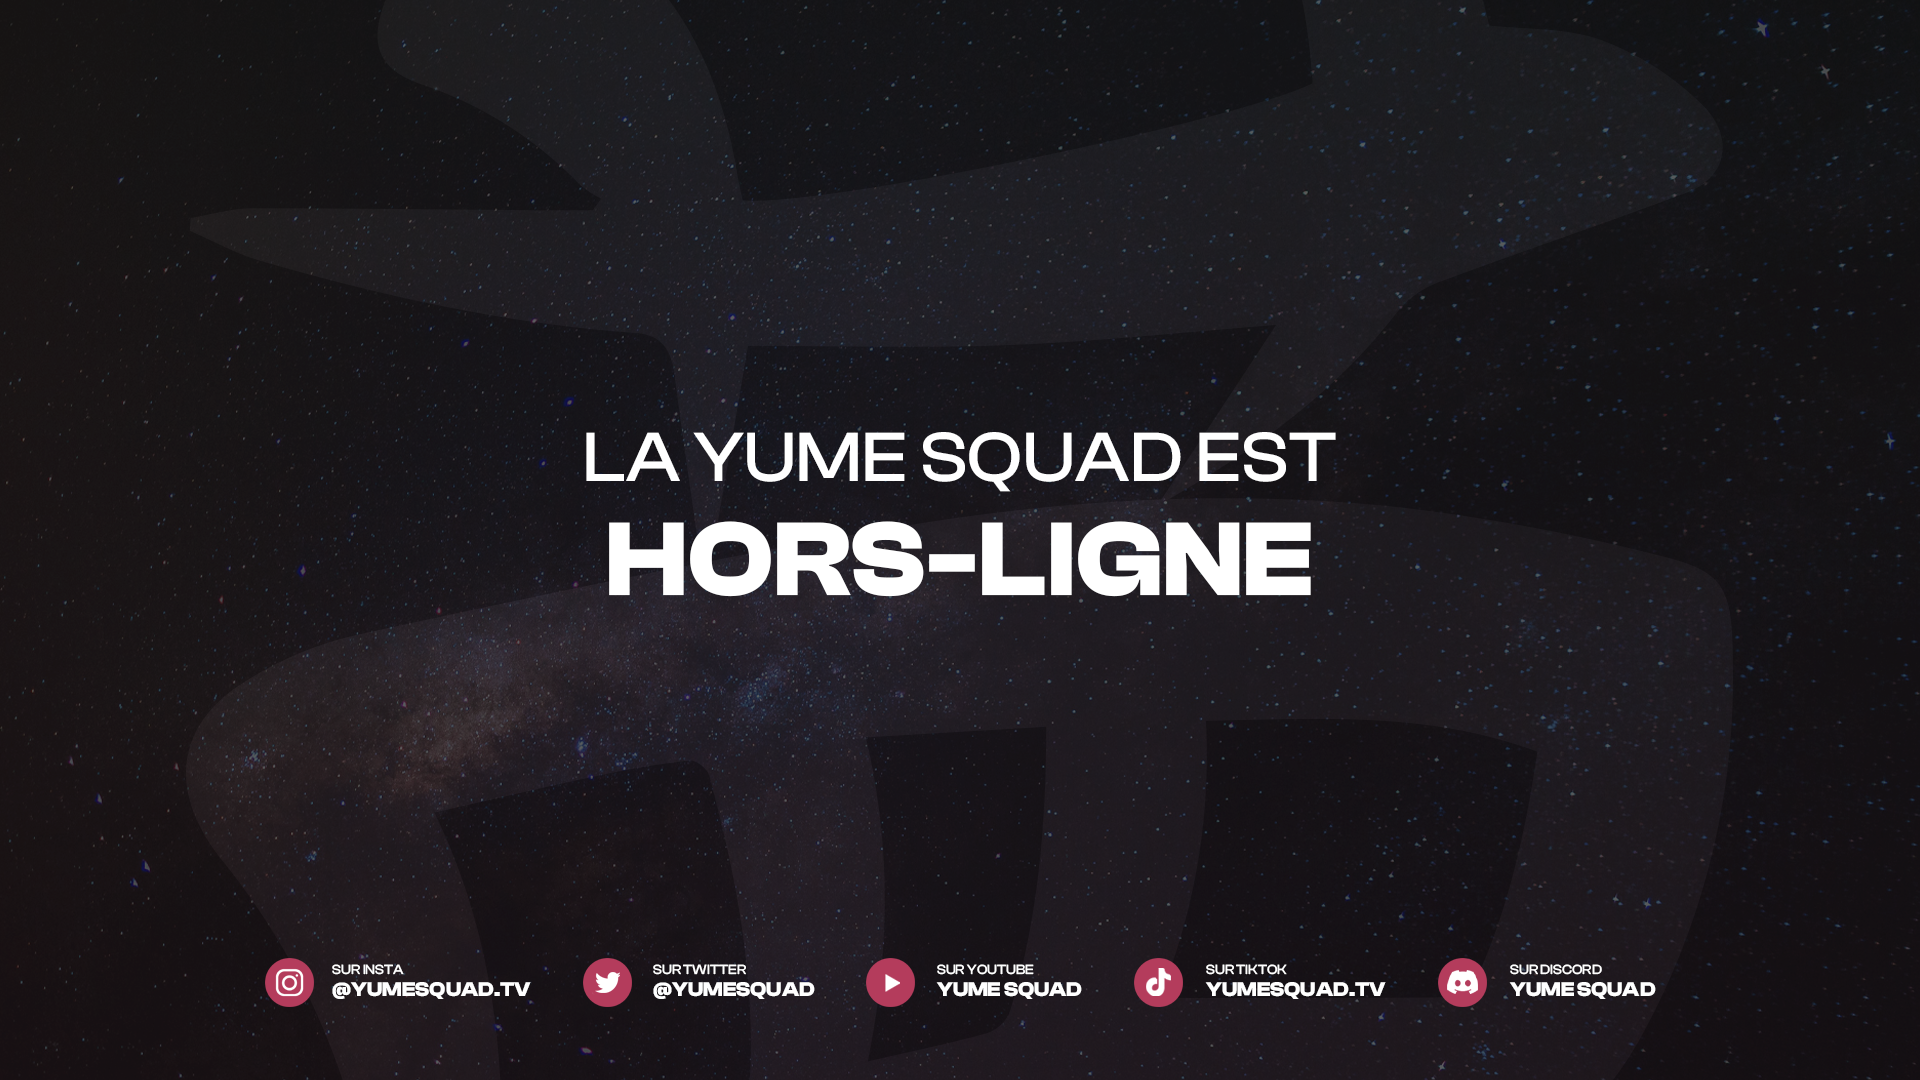 LA YUME SQUAD EST
HORS-LIGNE
SUR INSTA
@YUMESQUAD.TV
SUR TWITTER
@YUMESQUAD
SUR YOUTUBE
YUME SQUAD
SUR TIKTOK
YUMESQUAD.TV
SUR DISCORD
YUME SQUAD